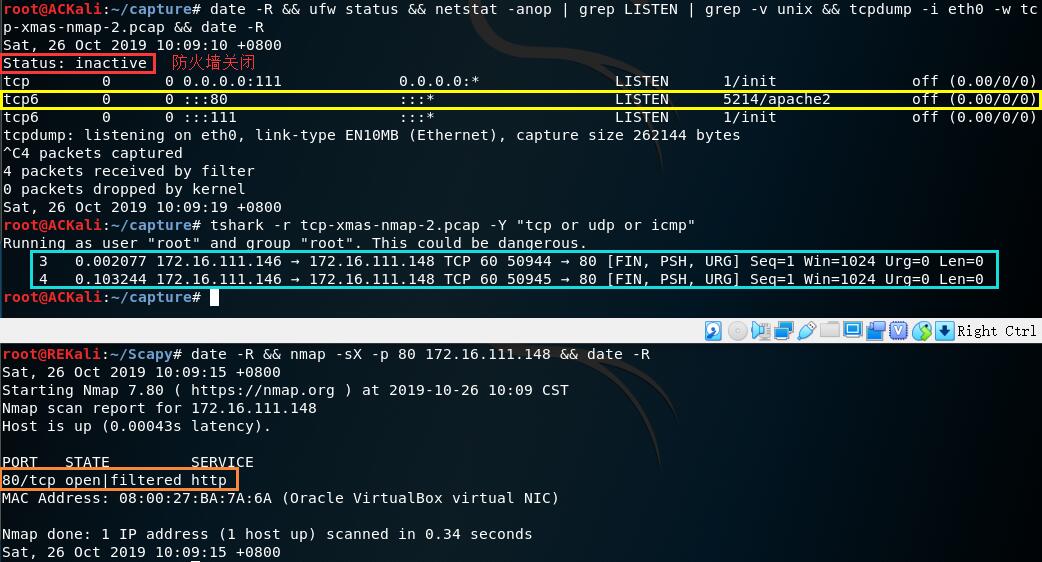 root@ACKali:~/capture# date -R && ufw status && netstat -anop | grep LISTEN | grep -v unix && tcpdump -i eth0 -w tc
p-xmas-nmap-2.pcap && date -R
Sat, 26 Oct 2019 10:09:10 +0800
Status: inactive 防火墙关闭
tcp 0 0 0.0.0.0:111 0.0.0.0:* LISTEN 1/init off (0.00/0/0)
tcp6 0 0 :::80 :::* LISTEN 5214/apache2 off (0.00/0/0)
tcp6 0 0 :::111 :::* LISTEN 1/init off (0.00/0/0)
tcpdump: listening on eth0, link-type EN10MB (Ethernet), capture size 262144 bytes
^C4 packets captured
4 packets received by filter
0 packets dropped by kernel
Sat, 26 Oct 2019 10:09:19 +0800
root@ACKali:~/capture# tshark -r tcp-xmas-nmap-2.pcap -Y "tcp or udp or icmp"
Running as user "root" and group "root". This could be dangerous.
3 0.002077 172.16.111.146 → 172.16.111.148 TCP 60 50944 → 80 [FIN, PSH, URG] Seq=1 Win=1024 Urg=0 Len=0
4 0.103244 172.16.111.146 → 172.16.111.148 TCP 60 50945 → 80 [FIN, PSH, URG] Seq=1 Win=1024 Urg=0 Len=0
root@ACKali:~/capture#
Right Ctrl
root@REKali:~/Scapy# date -R && nmap -sX -p 80 172.16.111.148 && date -R
Sat, 26 Oct 2019 10:09:15 +0800
Starting Nmap 7.80 ( https://nmap.org ) at 2019-10-26 10:09 CST
Nmap scan report for 172.16.111.148
Host is up (0.00043s latency).
PORT STATE SERVICE
80/tcp open|filtered http
MAC Address: 08:00:27:BA:7A:6A (Oracle VirtualBox virtual NIC)
Nmap done: 1 IP address (1 host up) scanned in 0.34 seconds
Sat, 26 Oct 2019 10:09:15 +0800